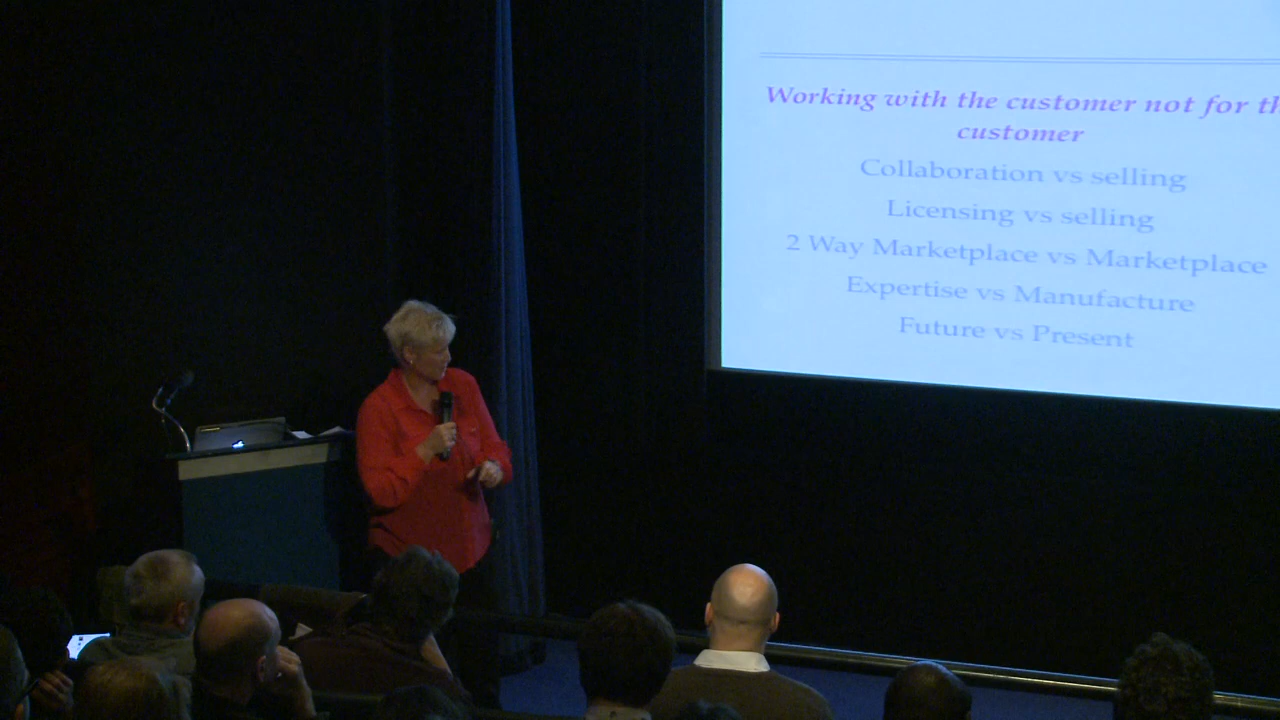 Working with the customer not for th
customer
Collaboration vs selling
Licensing vs selling
2 Way Marketplace vs Marketplace
Expertise vs Manufacture
Future vs Present